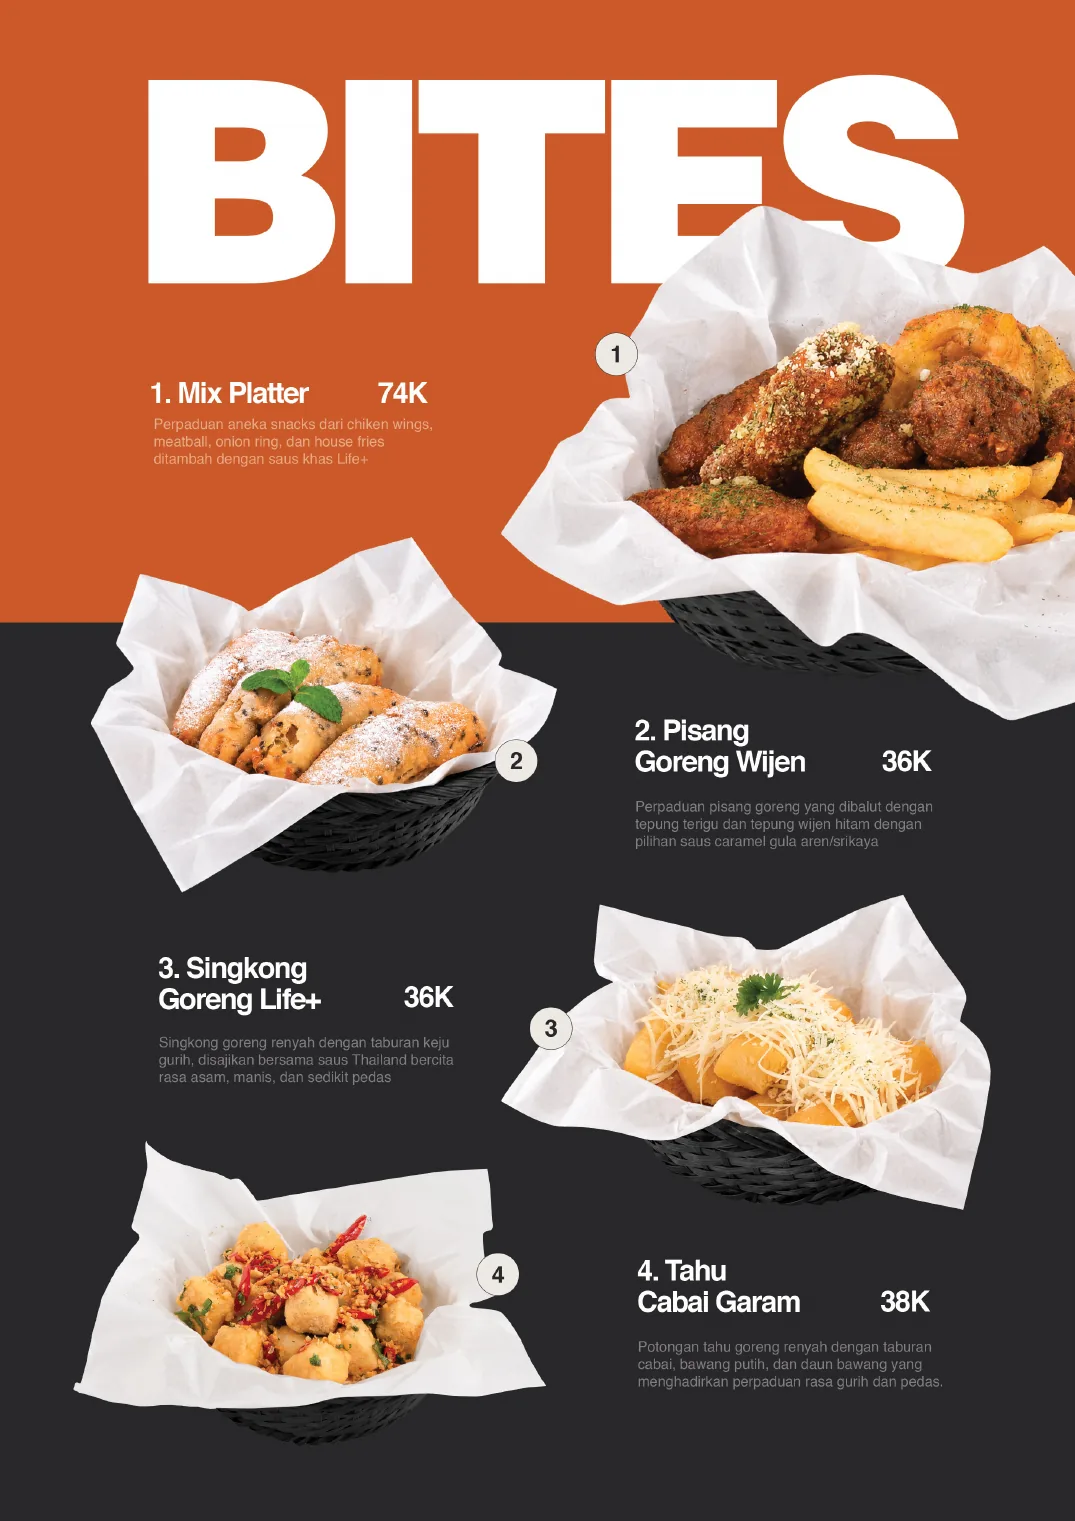 BITES
1
1. Mix Platter 74K
Perpaduan aneka snacks dari chiken wings,
meatball, onion ring, dan house fries
ditambah dengan saus khas Life+
2
2. Pisang
Goreng Wijen 36K
Perpaduan pisang goreng yang dibalut dengan
tepung terigu dan tepung wijen hitam dengan
pilihan saus caramel gula aren/srikaya
3. Singkong
Goreng Life+ 36K
Singkong goreng renyah dengan taburan keju
gurih, disajikan bersama saus Thailand bercita
rasa asam, manis, dan sedikit pedas
3
4
4. Tahu
Cabai Garam 38K
Potongan tahu goreng renyah dengan taburan
cabai, bawang putih, dan daun bawang yang
menghadirkan perpaduan rasa gurih dan pedas.